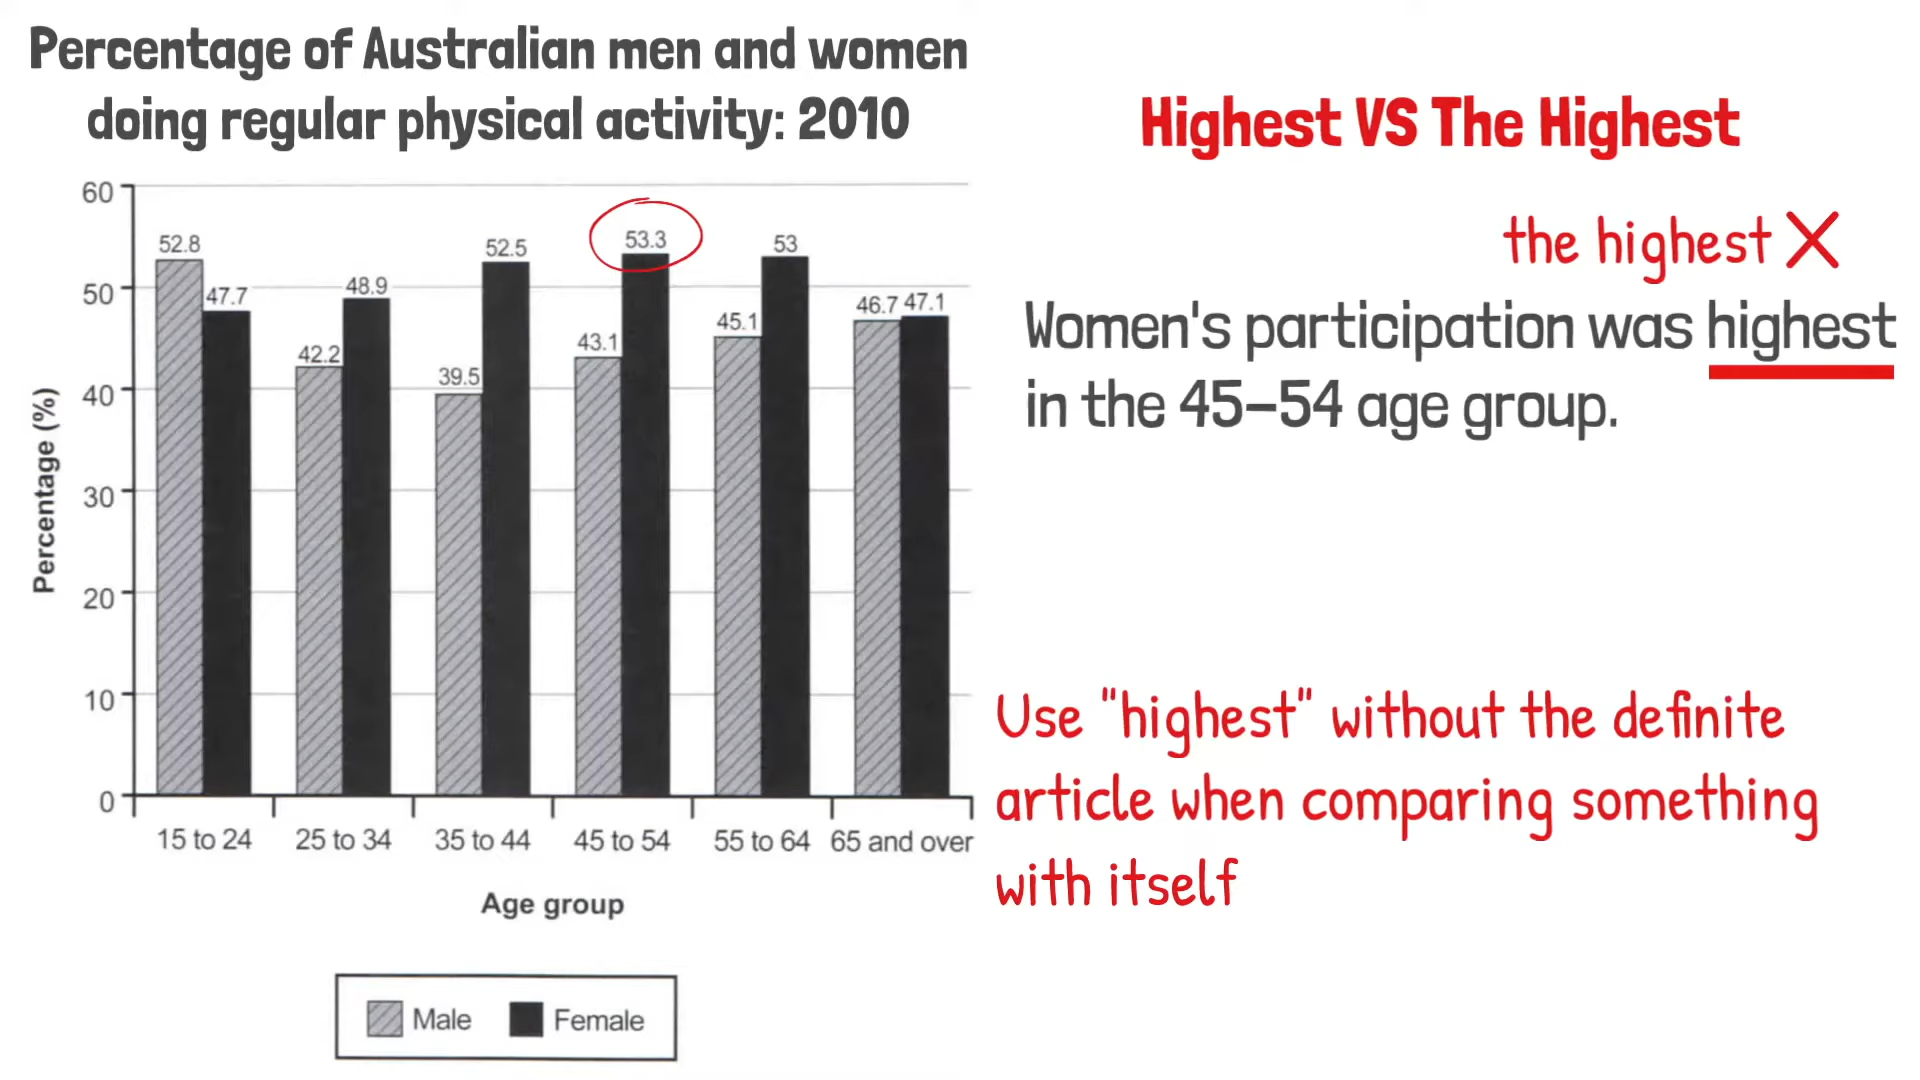 Percentage of Australian men and women
doing regular physical activity: 2010
Highest VS The Highest
the highest
Women's participation was highest
in the 45–54 age group.
Use "highest" without the definite
article when comparing something
with itself
Percentage (%)
60
50
40
30
20
10
0
52.8
47.7
42.2
48.9
39.5
52.5
43.1
53.3
45.1
53
46.7
47.1
15 to 24
25 to 34
35 to 44
45 to 54
55 to 64
65 and over
Age group
Male
Female